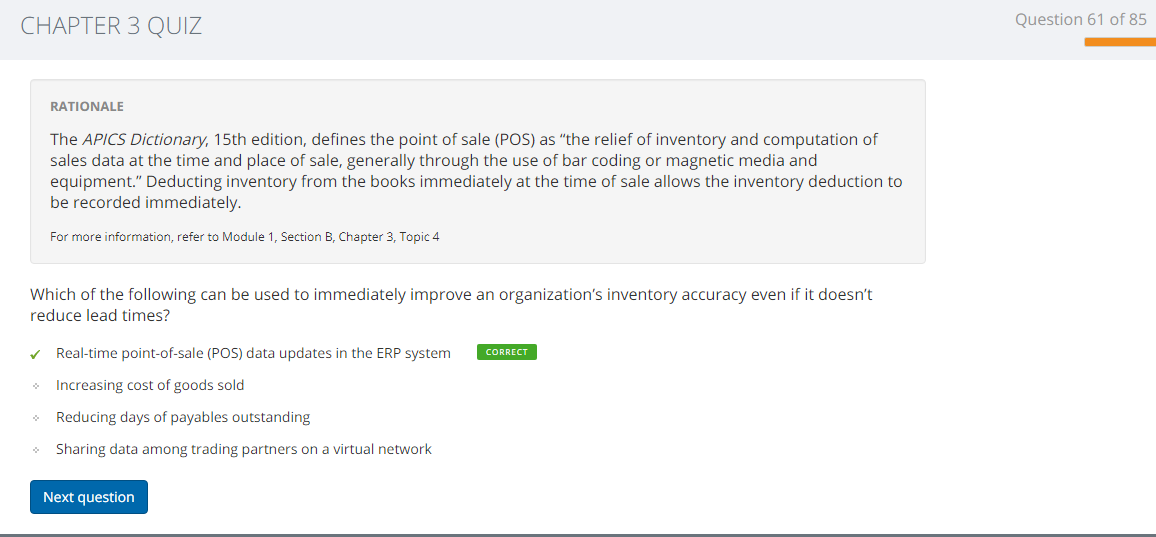 CHAPTER 3 QUIZ
Question 61 of 85
RATIONALE
The APICS Dictionary, 15th edition, defines the point of sale (POS) as “the relief of inventory and computation of
sales data at the time and place of sale, generally through the use of bar coding or magnetic media and
equipment.” Deducting inventory from the books immediately at the time of sale allows the inventory deduction to
be recorded immediately.
For more information, refer to Module 1, Section B, Chapter 3, Topic 4
Which of the following can be used to immediately improve an organization’s inventory accuracy even if it doesn’t
reduce lead times?
Real-time point-of-sale (POS) data updates in the ERP system
CORRECT
Increasing cost of goods sold
Reducing days of payables outstanding
Sharing data among trading partners on a virtual network
Next question